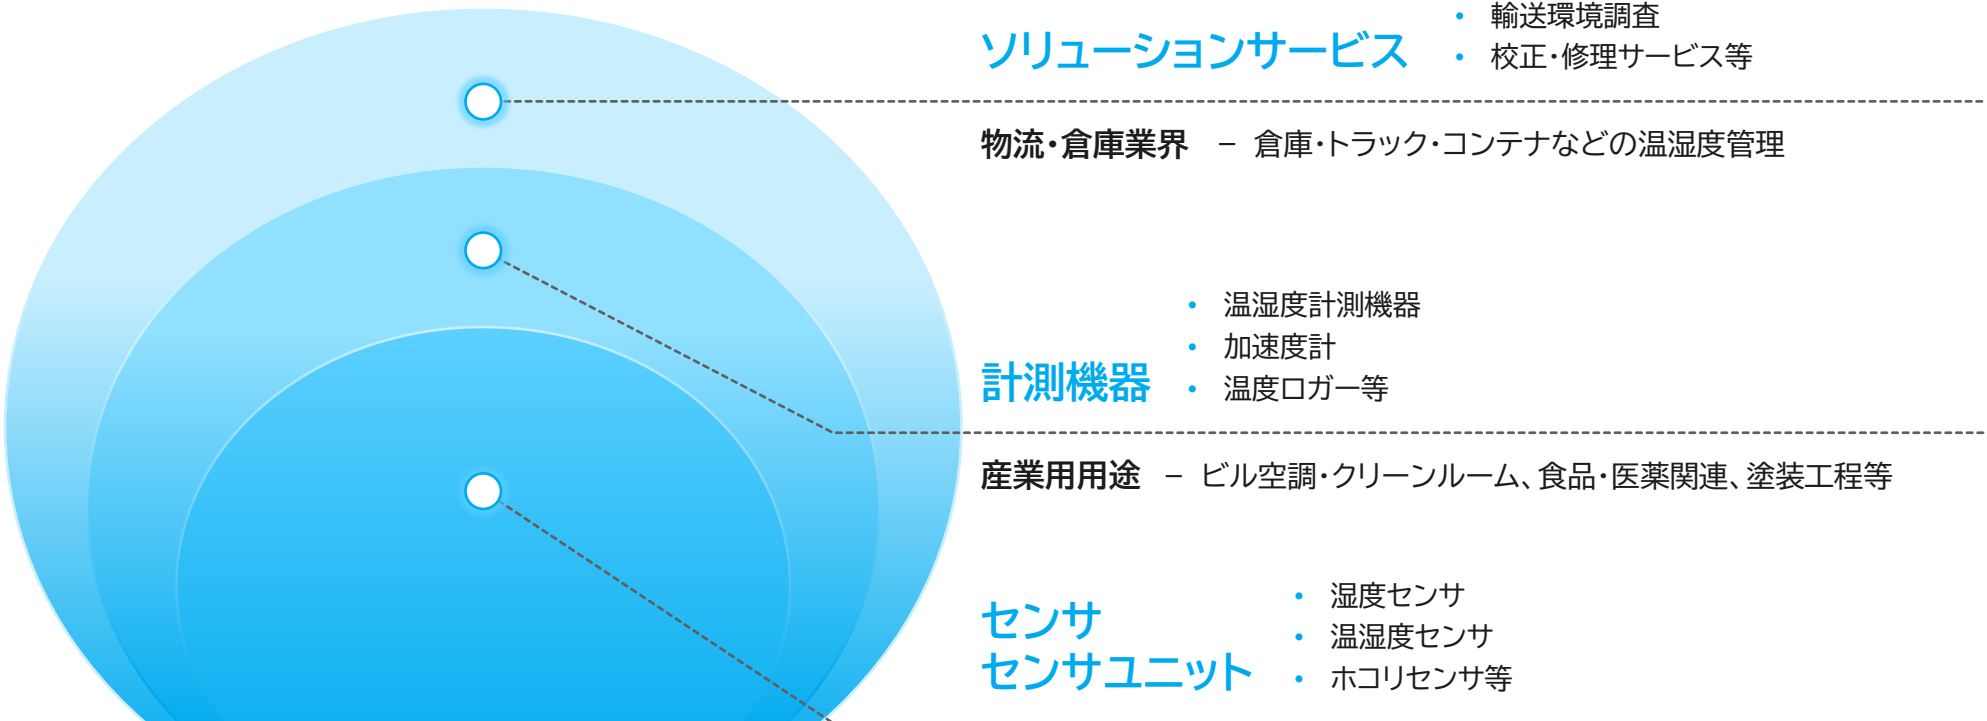 ソリューションサービス
• 輸送環境調査
• 校正・修理サービス等
物流・倉庫業界 – 倉庫・トラック・コンテナなどの温湿度管理
計測機器
• 温湿度計測機器
• 加速度計
• 温度ロガー等
産業用用途 – ビル空調・クリーンルーム、食品・医薬関連、塗装工程等
センサ
センサユニット
• 湿度センサ
• 温湿度センサ
• ホコリセンサ等